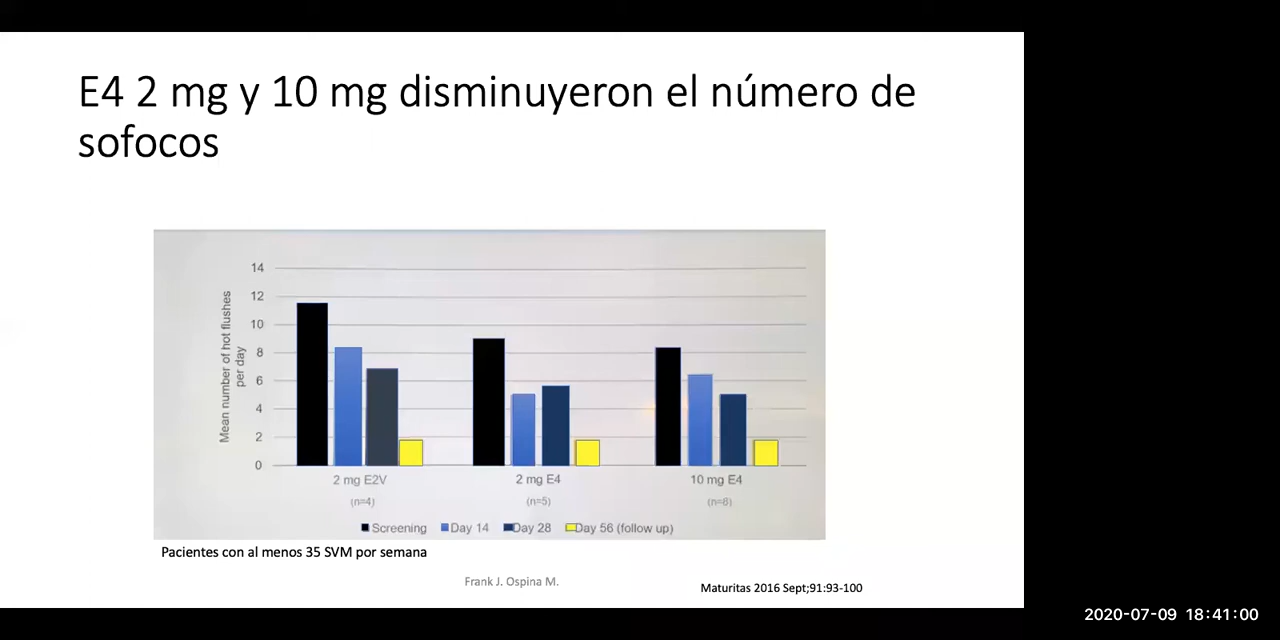 E4 2 mg y 10 mg disminuyeron el número de
sofocos
Mean number of hot flushes
per day
14
12
10
8
6
4
2
0
2 mg E2V
2 mg E4
10 mg E4
(n=4)
(n=5)
(n=6)
Screening
Day 14
Day 28
Day 56 (follow up)
Pacientes con al menos 35 SVM por semana
Frank J. Ospina M.
Maturitas 2016 Sept;91:93-100
2020-07-09 18:41:00